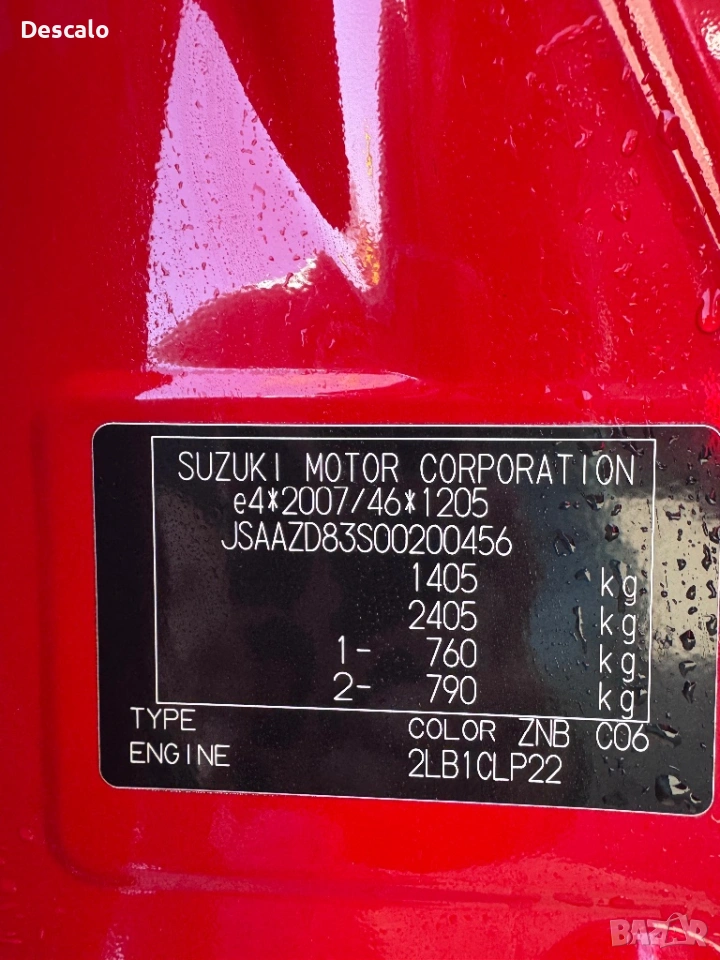 Descalo
SUZUKI MOTOR CORPORATION
e4*2007/46*1205
JSAAZD83S00200456
1405 kg
2405 kg
1- 760 kg
2- 790 kg
TYPE COLOR ZNB C06
ENGINE 2LB1CLP22
BAZAR